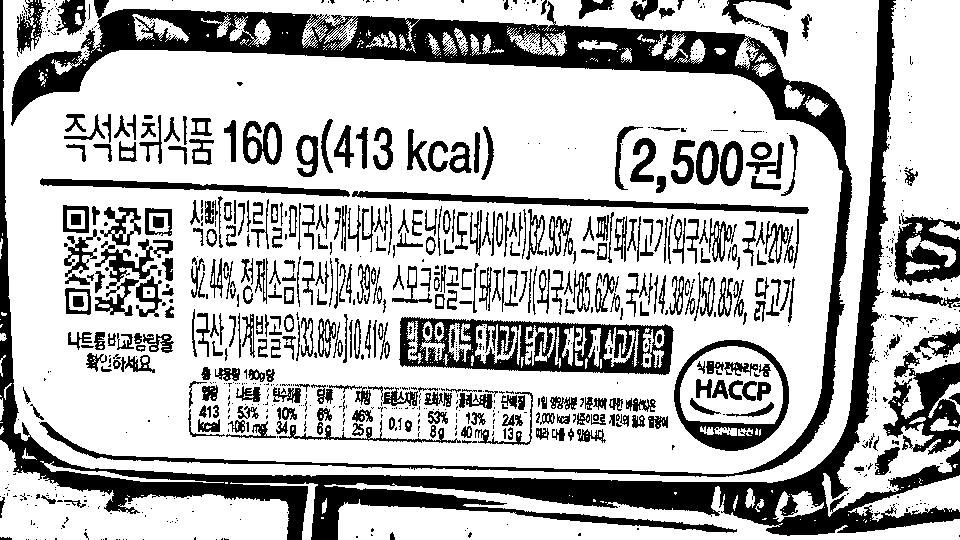 즉석섭취식품 160 g(413 kcal)
(2,500원)
식빵[밀가루(밀:미국산,캐나다산),쇼트닝(인도네시아산)]32.93%, 스팸[돼지고기(외국산80%,국산20%)
92.44%,정제소금(국산)]24.39%, 스모크햄골드[돼지고기(외국산85.62%,국산14.38%)50.85%, 닭고기
(국산,기계발골육)33.89%]10.41% 밀,우유,대두,돼지고기,닭고기,계란,게,쇠고기 함유
나트륨 비교함량을
확인하세요.
총 내용량 160g당
열량 나트륨 탄수화물 당류 지방 트랜스지방 포화지방 콜레스테롤 단백질
413 53% 10% 6% 46% 0.1 g 53% 13% 24%
kcal 1061 mg 34 g 6 g 25 g 8 g 40 mg 13 g
1일 영양성분 기준치에 대한 비율(%)은
2,000 kcal 기준이므로 개인의 필요 열량에
따라 다를 수 있습니다.
식품안전관리인증
HACCP
식품의약품안전처